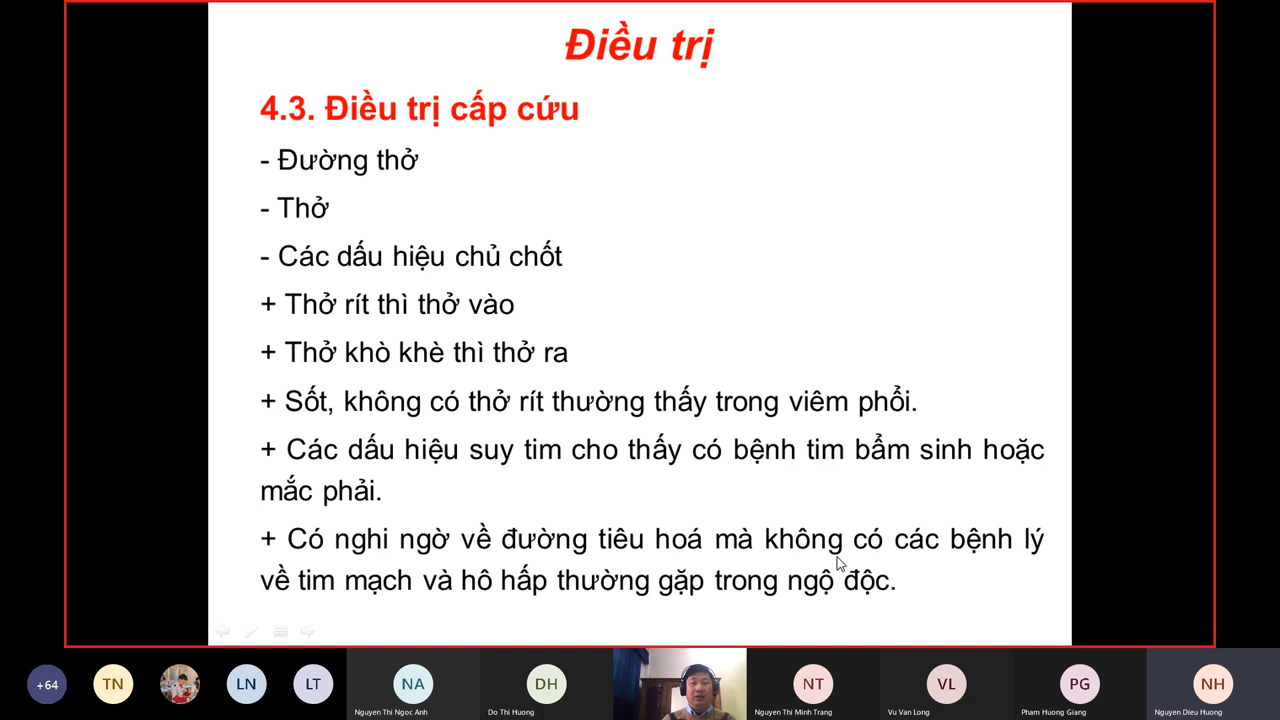 Điều trị
4.3. Điều trị cấp cứu
- Đường thở
- Thở
- Các dấu hiệu chủ chốt
+ Thở rít thì thở vào
+ Thở khò khè thì thở ra
+ Sốt, không có thở rít thường thấy trong viêm phổi.
+ Các dấu hiệu suy tim cho thấy có bệnh tim bẩm sinh hoặc
mắc phải.
+ Có nghi ngờ về đường tiêu hoá mà không có các bệnh lý
về tim mạch và hô hấp thường gặp trong ngộ độc.
+64
TN
LN
LT
NA
DH
NT
VL
PG
NH
Nguyen Thi Ngoc Anh
Do Thi Huong
Nguyen Thi Minh Trang
Vu Van Long
Pham Huong Giang
Nguyen Dieu Huong